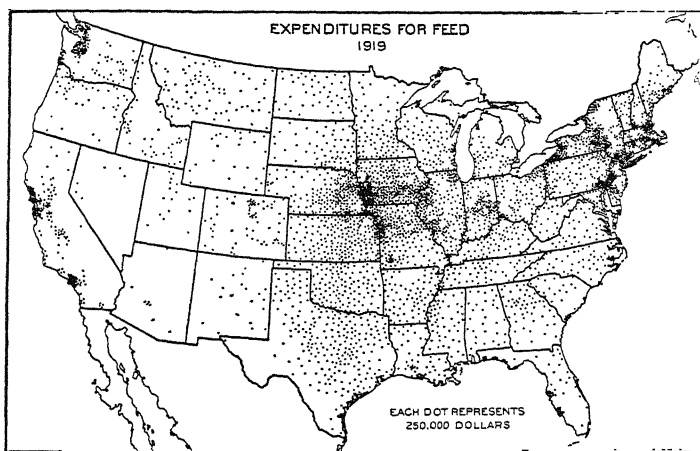 EXPENDITURES FOR FEED
1919
EACH DOT REPRESENTS
250,000 DOLLARS